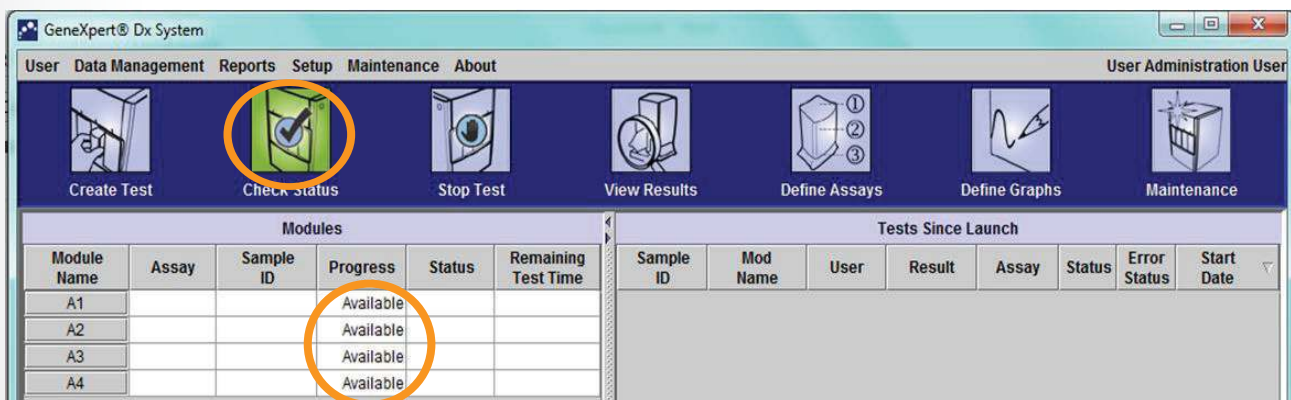 GeneXpert® Dx System
User Data Management Reports Setup Maintenance About User Administration User
Create Test Check Status Stop Test View Results Define Assays Define Graphs Maintenance
1
2
3
Modules Tests Since Launch
Module Name Assay Sample ID Progress Status Remaining Test Time Sample ID Mod Name User Result Assay Status Error Status Start Date
A1 Available
A2 Available
A3 Available
A4 Available